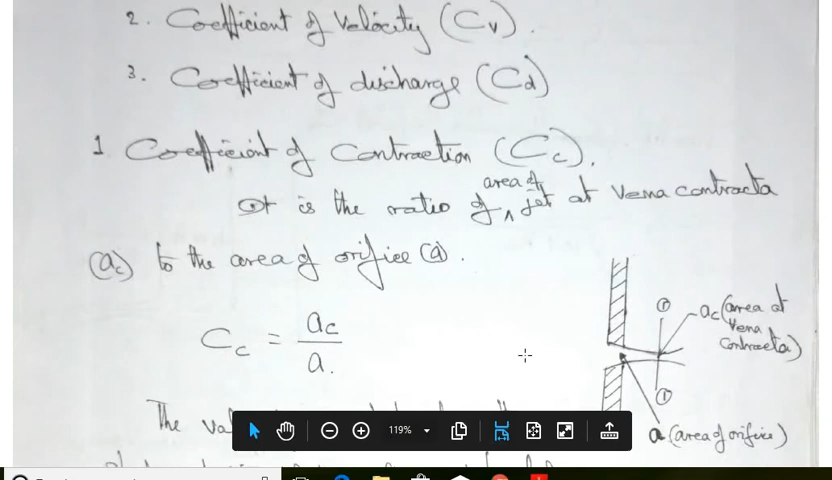 2. Coefficient of Velocity (Cv).
3. Coefficient of discharge (Cd)
1 Coefficient of Contraction (Cc).
It is the ratio of area of jet at Vena contracta
(ac) to the area of orifice (a).
Cc = ac
a.
① ac (area at
Vena
Contracta)
①
a (area of orifice)
The
119%